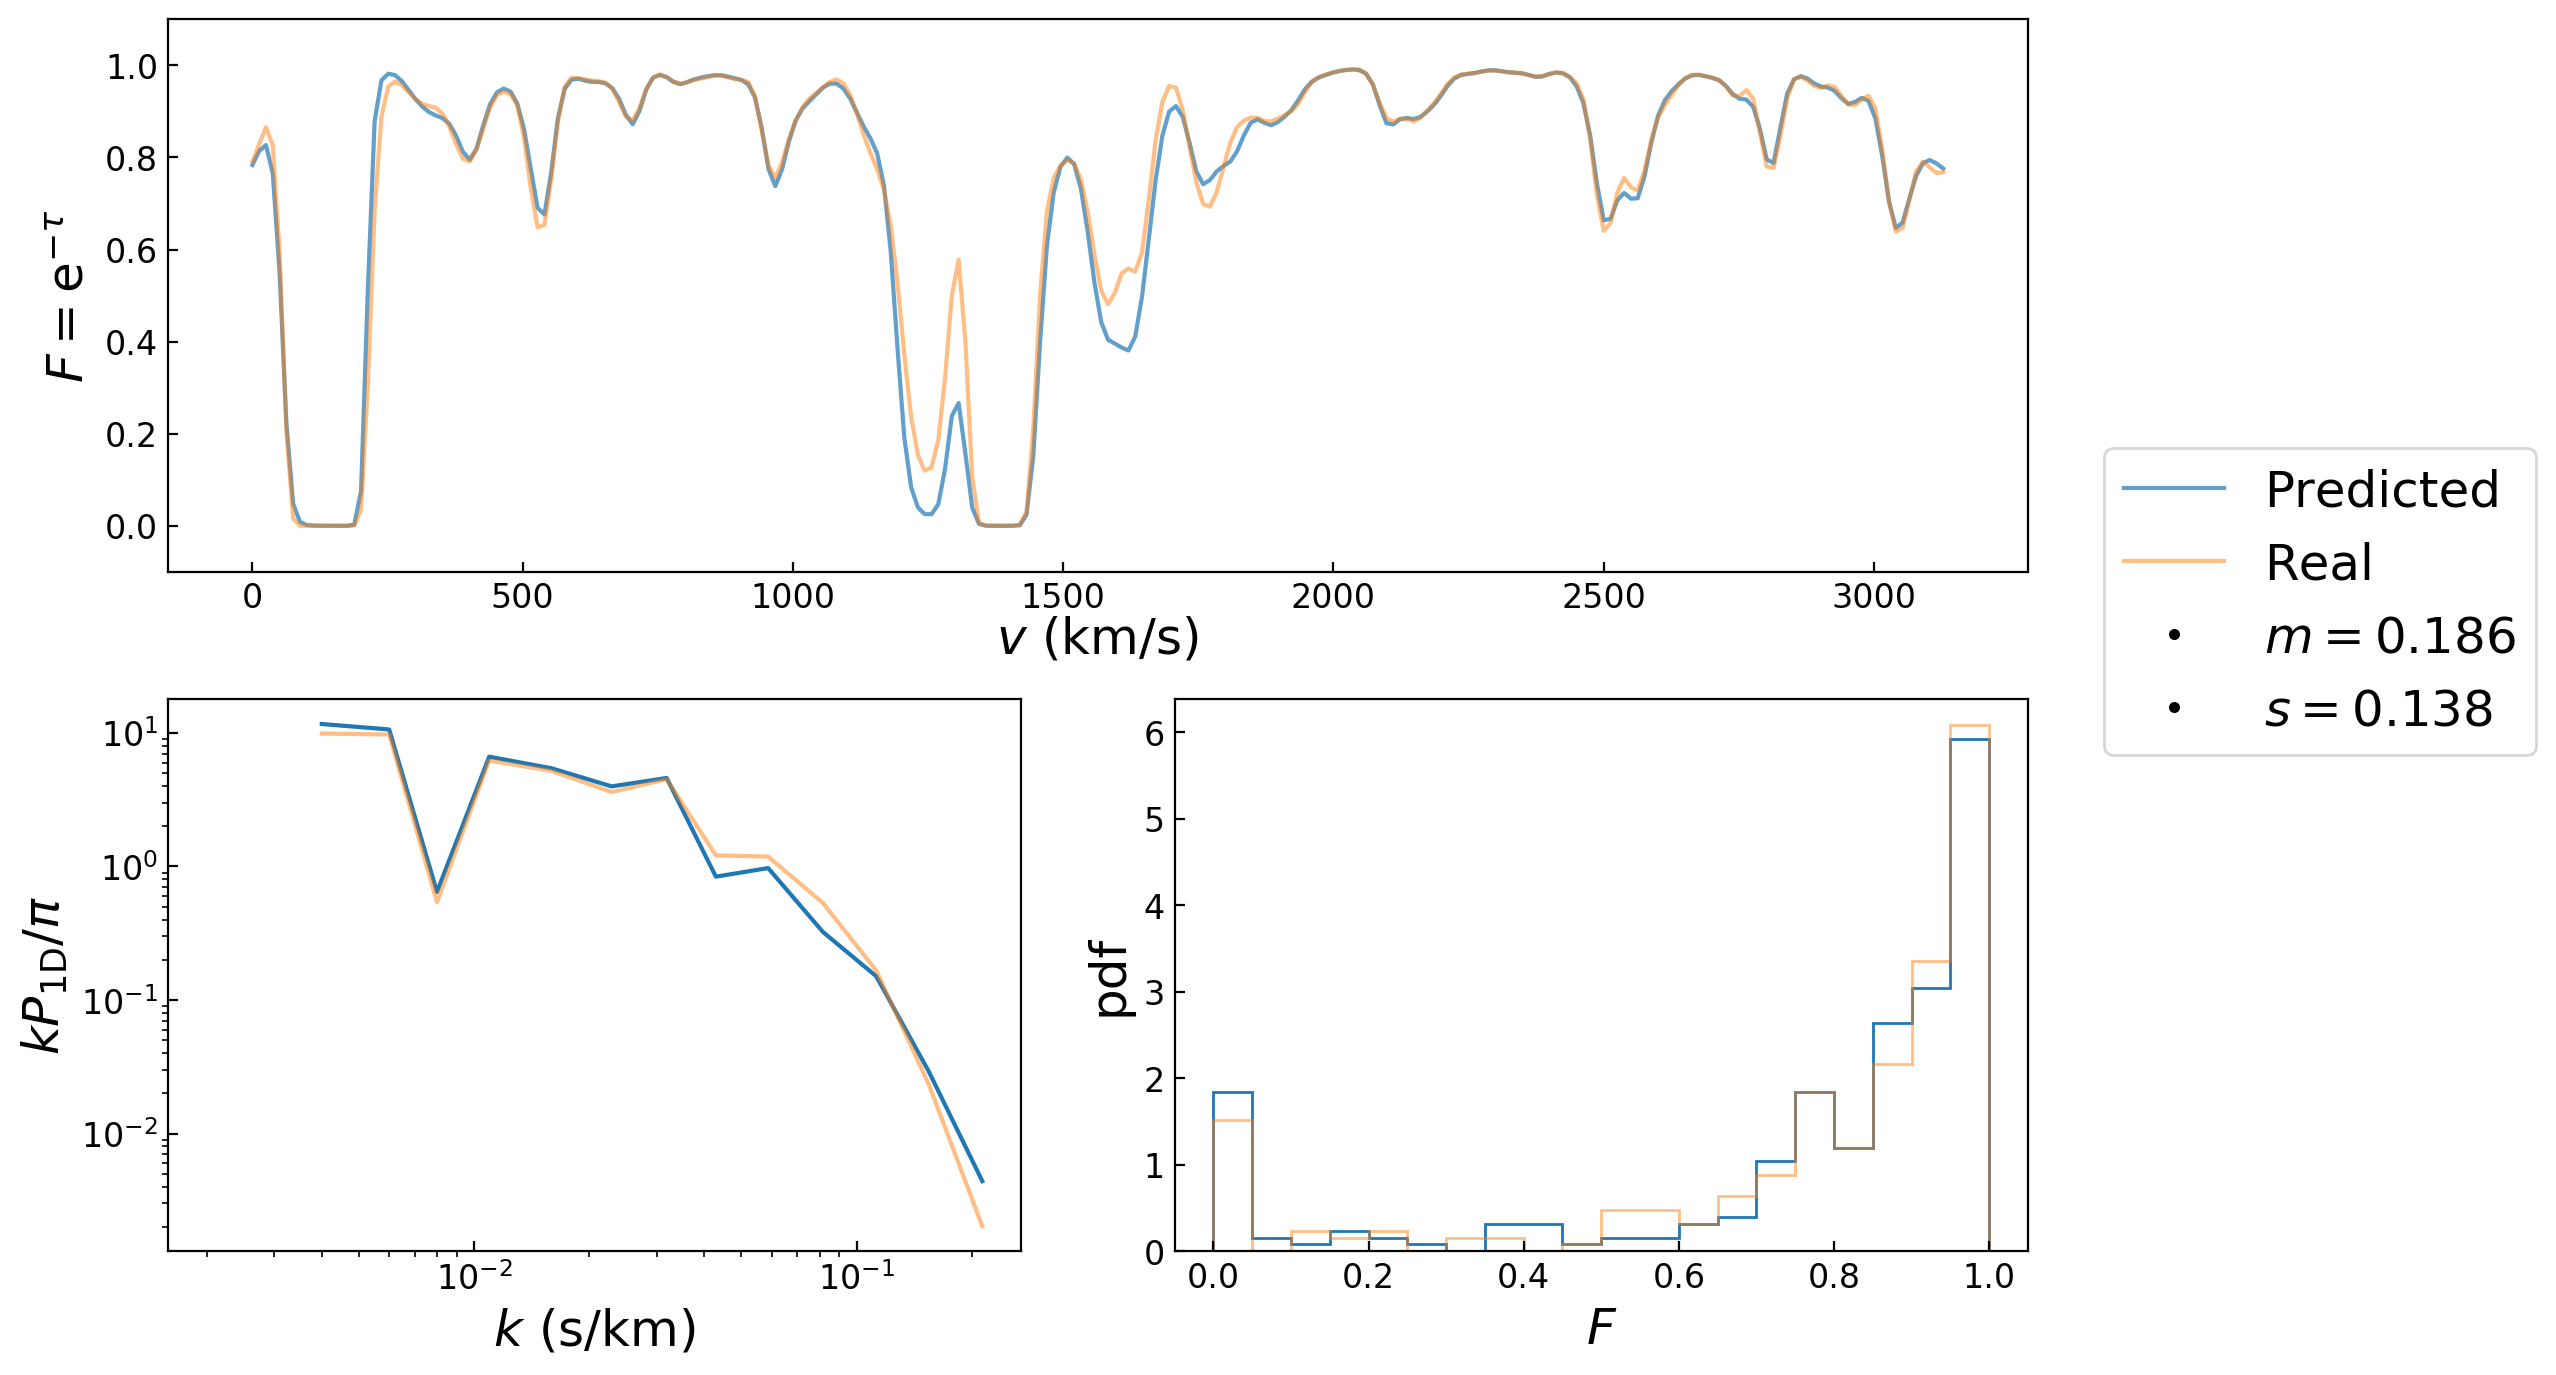 F = e^{−τ}
1.0
0.8
0.6
0.4
0.2
0.0
0 500 1000 1500 2000 2500 3000
v (km/s)
Predicted
Real
m = 0.186
s = 0.138
kP_{1D}/π
10^1
10^0
10^{−1}
10^{−2}
10^{−2} 10^{−1}
k (s/km)
pdf
6
5
4
3
2
1
0
0.0 0.2 0.4 0.6 0.8 1.0
F